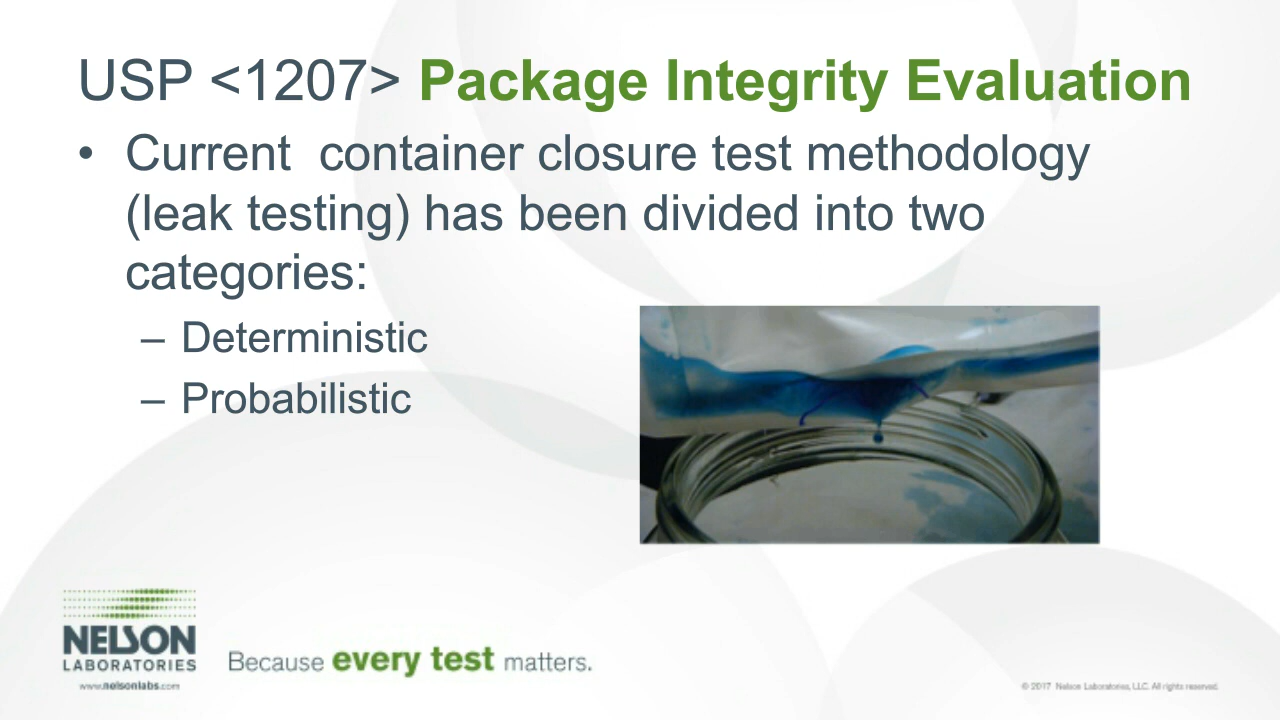 USP <1207> Package Integrity Evaluation
• Current  container closure test methodology
(leak testing) has been divided into two
categories:
– Deterministic
– Probabilistic
NELSON
LABORATORIES
www.nelsonlabs.com
Because every test matters.
© 2017 Nelson Laboratories, LLC. All rights reserved.